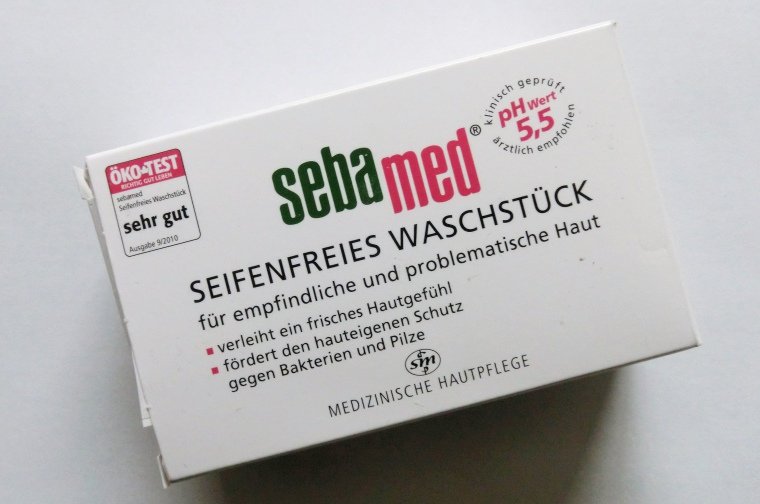 ÖKO-TEST
RICHTIG GUT LEBEN
sebamed
Seifenfreies Waschstück
sehr gut
Ausgabe 9/2010
klinisch geprüft
pH Wert
5,5
ärztlich empfohlen
sebamed®
SEIFENFREIES WASCHSTÜCK
für empfindliche und problematische Haut
▪ verleiht ein frisches Hautgefühl
▪ fördert den hauteigenen Schutz
gegen Bakterien und Pilze
sm
MEDIZINISCHE HAUTPFLEGE